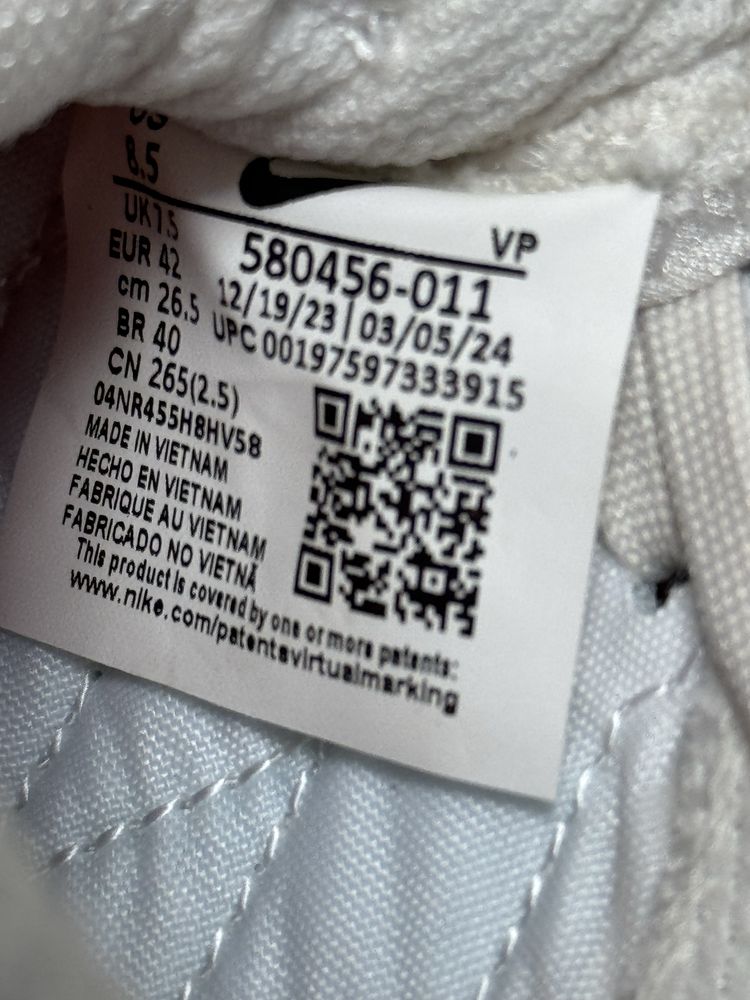 US
8.5
UK7.5
EUR 42
cm 26.5
BR 40
CN 265(2.5)
04NR455H8HV58
MADE IN VIETNAM
HECHO EN VIETNAM
FABRIQUE AU VIETNAM
FABRICADO NO VIETNÃ
This product is covered by one or more patents:
www.nike.com/patentsvirtualmarking
VP
580456-011
12/19/23 | 03/05/24
UPC 00197597333915